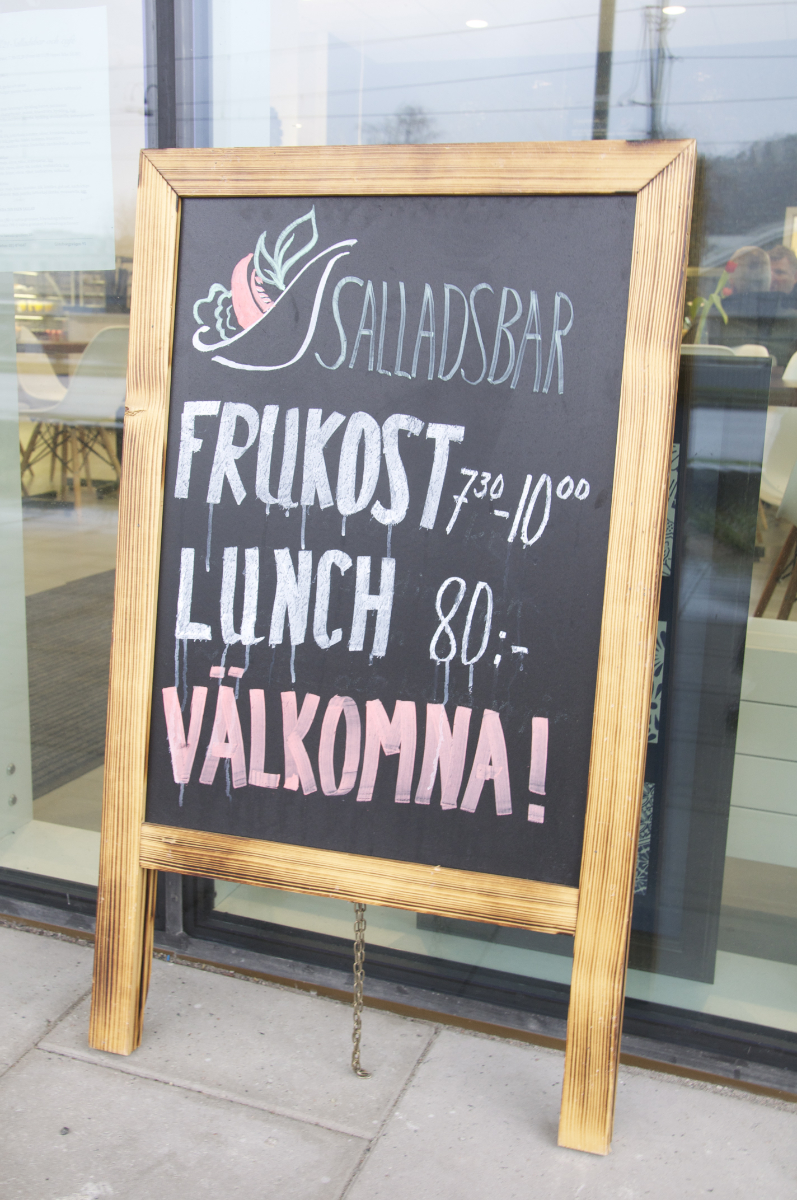 SALLADSBAR
FRUKOST 7³⁰-10⁰⁰
LUNCH 80:-
VÄLKOMNA!